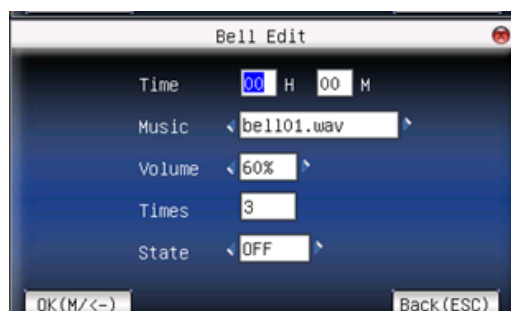 Bell Edit
Time 00 H 00 M
Music bell01.wav
Volume 60%
Times 3
State OFF
OK(M/<-) Back(ESC)